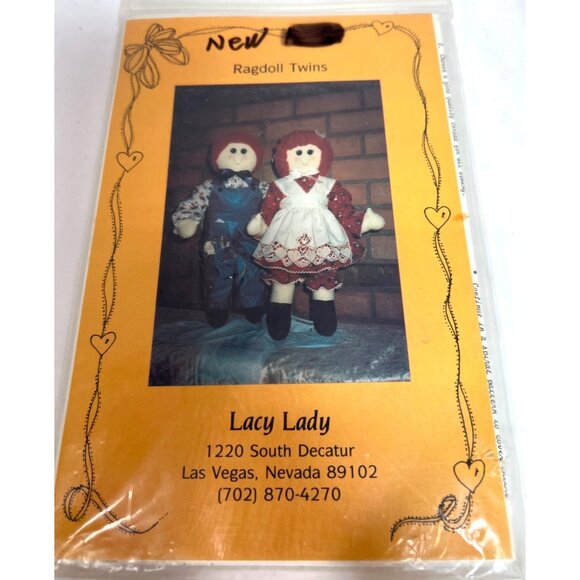 New
Ragdoll Twins
Lacy Lady
1220 South Decatur
Las Vegas, Nevada 89102
(702) 870-4270